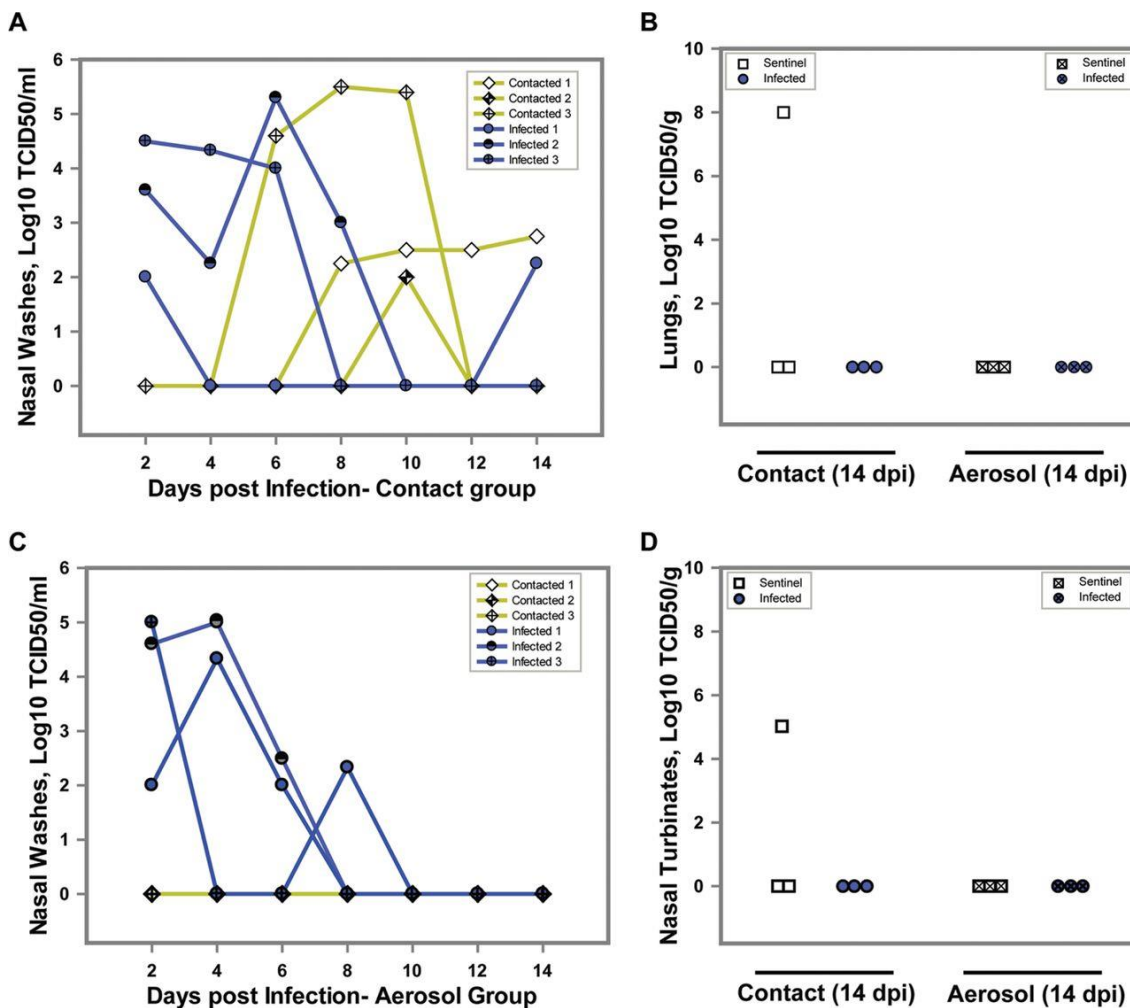 A
Nasal Washes, Log10 TCID50/ml
6
5
4
3
2
1
0
Contacted 1
Contacted 2
Contacted 3
Infected 1
Infected 2
Infected 3
2 4 6 8 10 12 14
Days post Infection- Contact group
B
Lungs, Log10 TCID50/g
10
8
6
4
2
0
Sentinel
Infected
Sentinel
Infected
Contact (14 dpi) Aerosol (14 dpi)
C
Nasal Washes, Log10 TCID50/ml
6
5
4
3
2
1
0
Contacted 1
Contacted 2
Contacted 3
Infected 1
Infected 2
Infected 3
2 4 6 8 10 12 14
Days post Infection- Aerosol Group
D
Nasal Turbinates, Log10 TCID50/g
10
8
6
4
2
0
Sentinel
Infected
Sentinel
Infected
Contact (14 dpi) Aerosol (14 dpi)